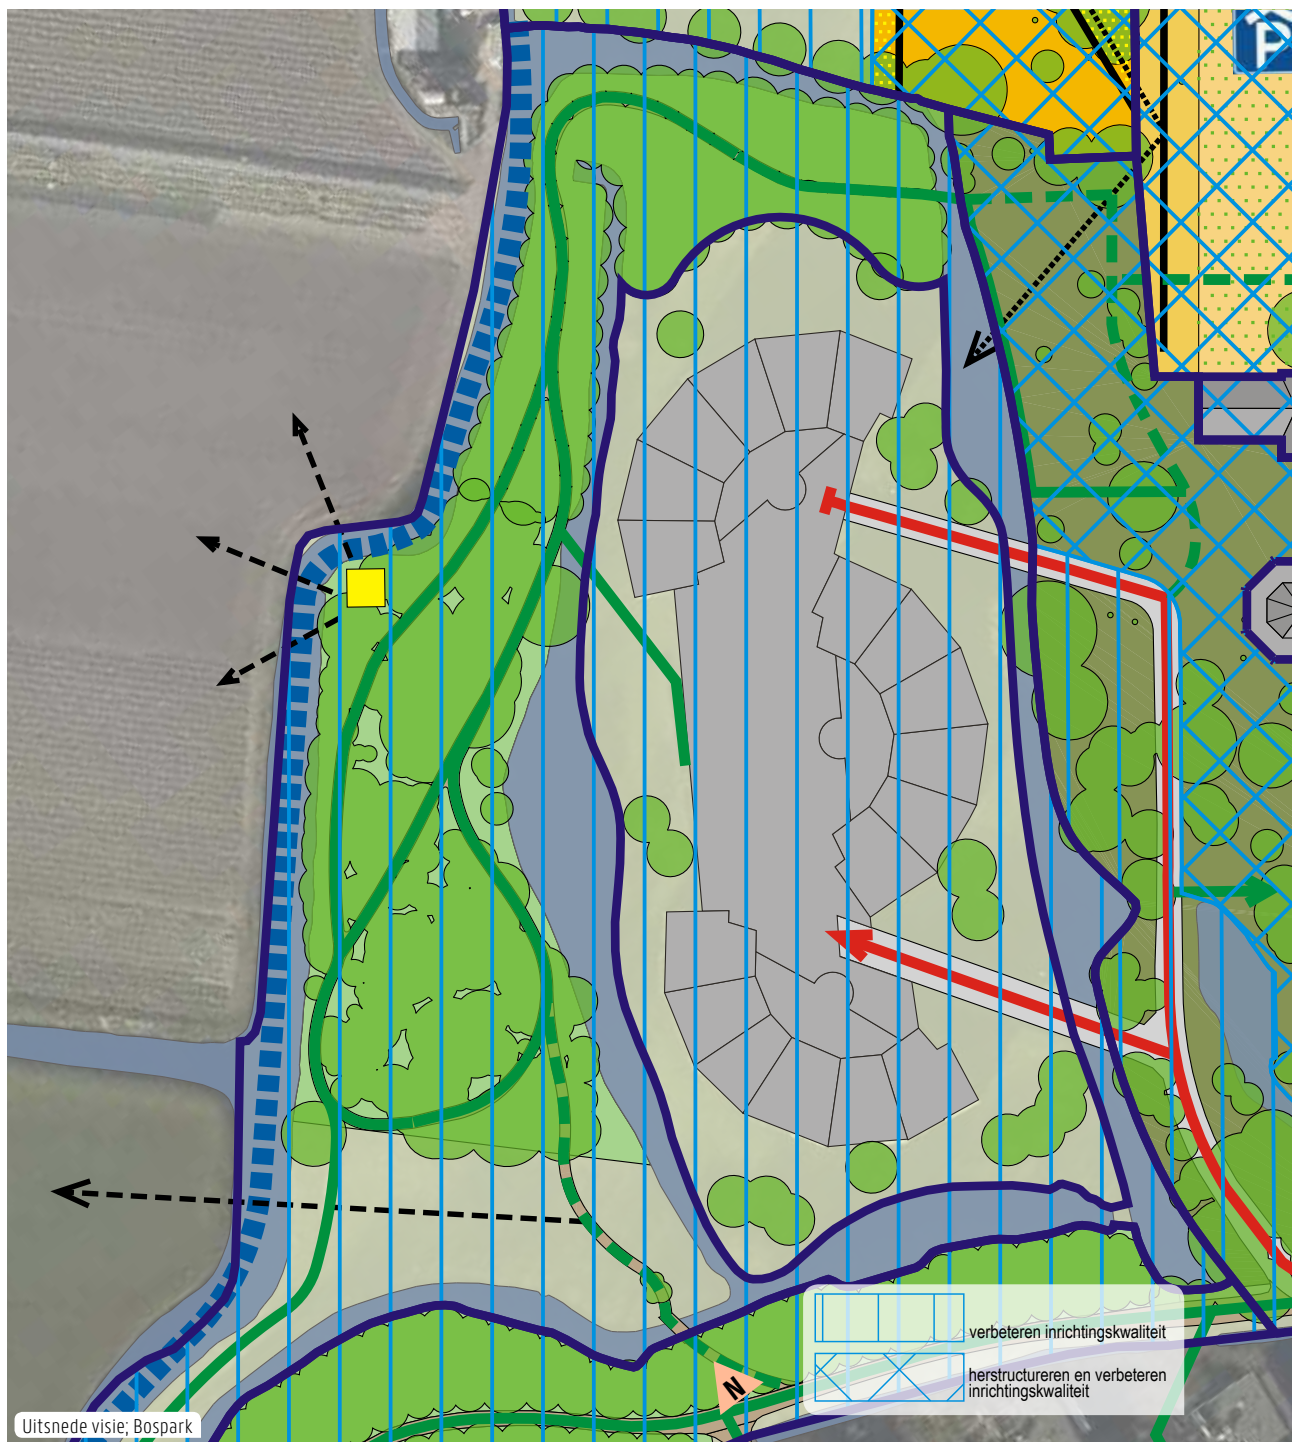 P
verbeteren inrichtingskwaliteit
herstructureren en verbeteren
inrichtingskwaliteit
N
Uitsnede visie; Bospark